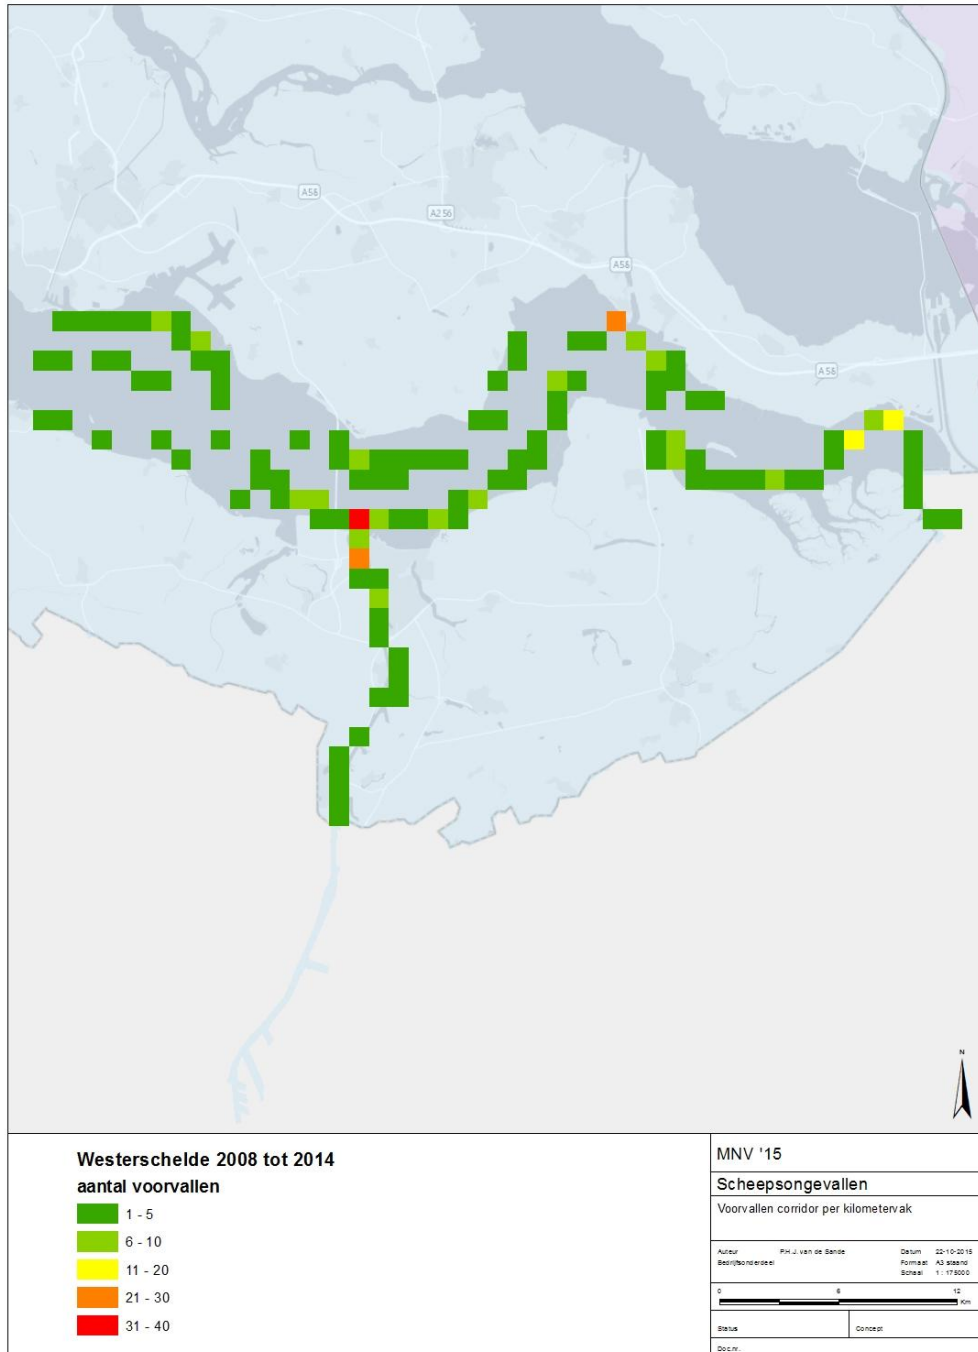 A58
A256
A58
A58
N
Westerschelde 2008 tot 2014
aantal voorvallen
1 - 5
6 - 10
11 - 20
21 - 30
31 - 40
MNV '15
Scheepsongevallen
Voorvallen corridor per kilometervak
Auteur P.H.J. van de Sande Datum 22-10-2015
Bedrijfsonderdeel Formaat A3 staand
Schaal 1 : 175000
0 6 12
Km
Status Concept
Doc.nr.